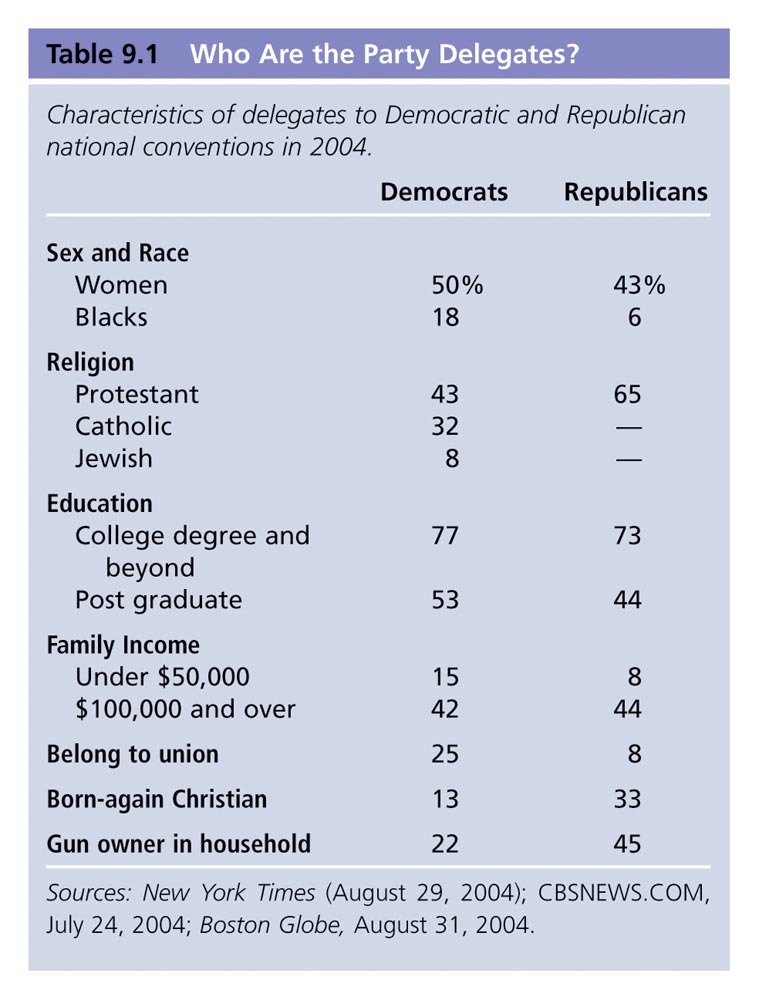 Table 9.1 Who Are the Party Delegates?
Characteristics of delegates to Democratic and Republican
national conventions in 2004.
Democrats Republicans
Sex and Race
Women 50% 43%
Blacks 18 6
Religion
Protestant 43 65
Catholic 32 —
Jewish 8 —
Education
College degree and 77 73
beyond
Post graduate 53 44
Family Income
Under $50,000 15 8
$100,000 and over 42 44
Belong to union 25 8
Born-again Christian 13 33
Gun owner in household 22 45
Sources: New York Times (August 29, 2004); CBSNEWS.COM,
July 24, 2004; Boston Globe, August 31, 2004.